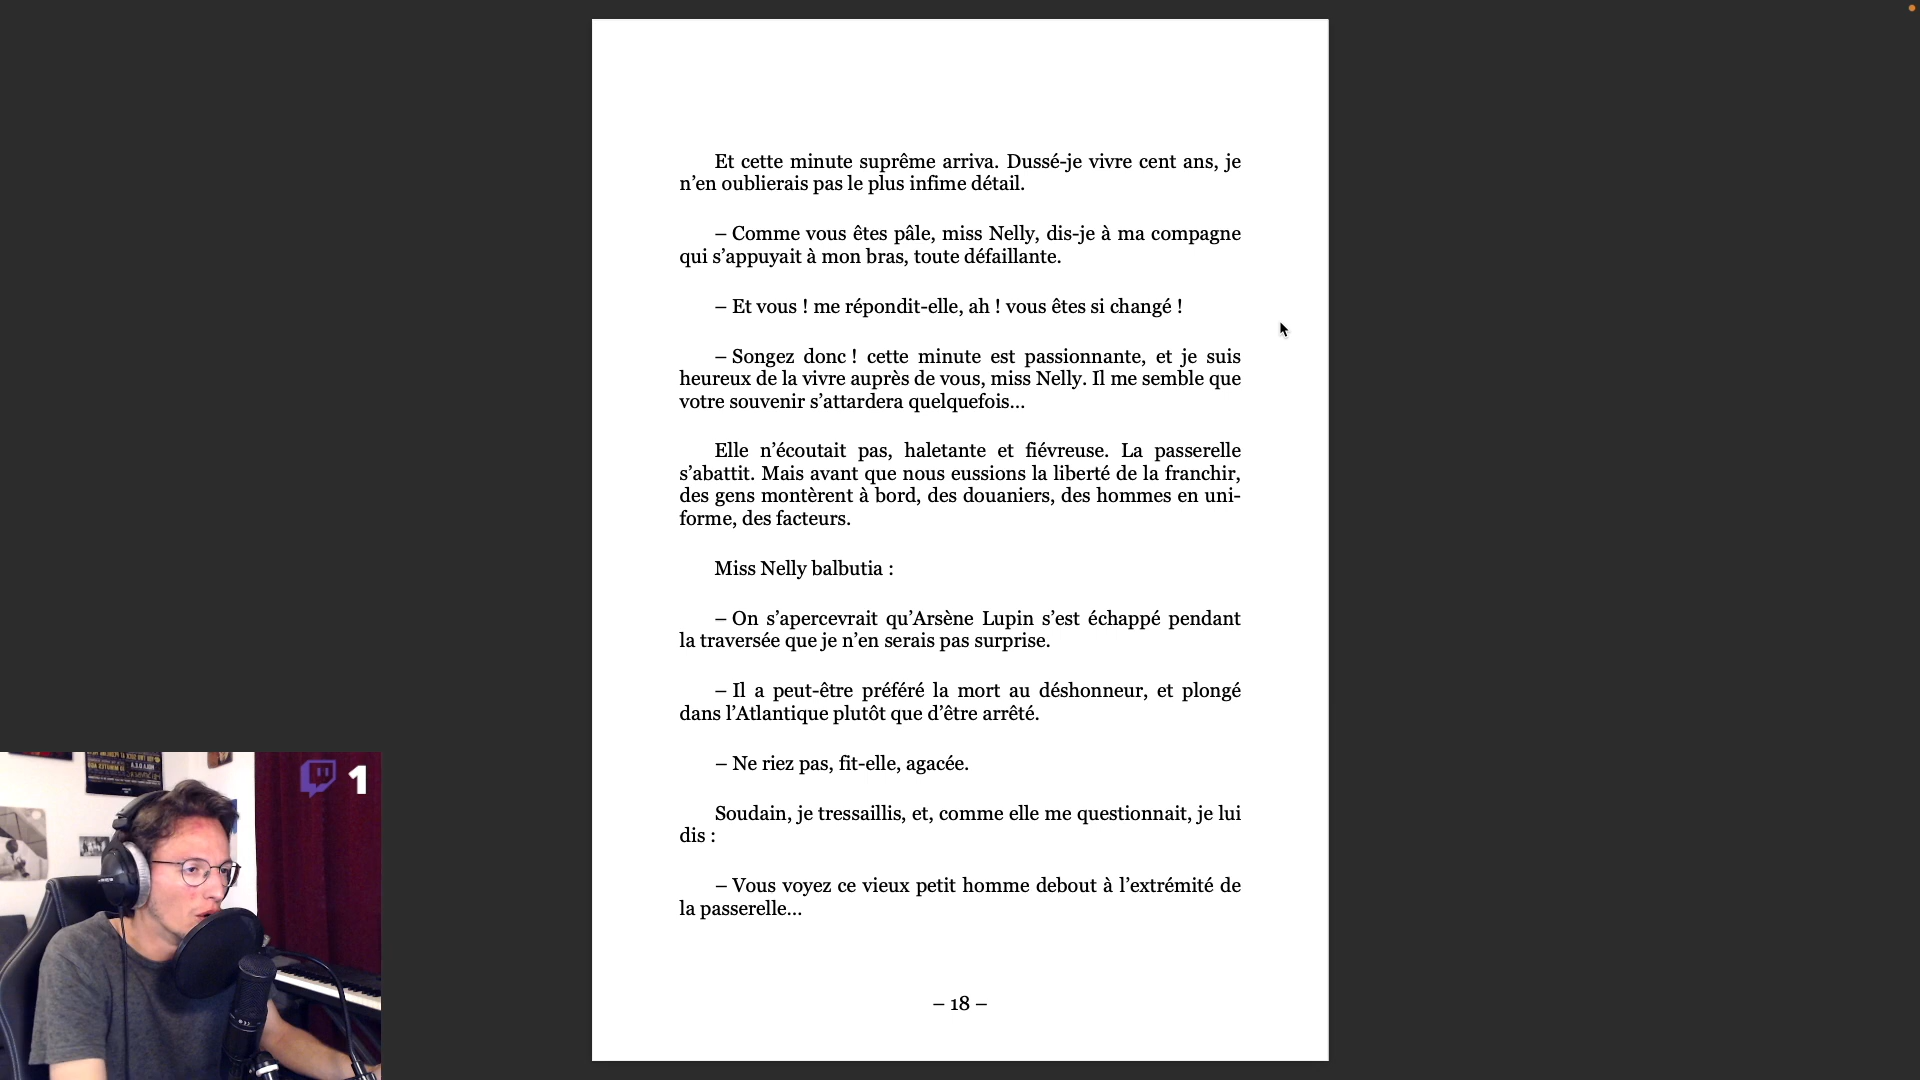 Et cette minute suprême arriva. Dussé-je vivre cent ans, je
n’en oublierais pas le plus infime détail.
– Comme vous êtes pâle, miss Nelly, dis-je à ma compagne
qui s’appuyait à mon bras, toute défaillante.
– Et vous ! me répondit-elle, ah ! vous êtes si changé !
– Songez donc ! cette minute est passionnante, et je suis
heureux de la vivre auprès de vous, miss Nelly. Il me semble que
votre souvenir s’attardera quelquefois…
Elle n’écoutait pas, haletante et fiévreuse. La passerelle
s’abattit. Mais avant que nous eussions la liberté de la franchir,
des gens montèrent à bord, des douaniers, des hommes en uni-
forme, des facteurs.
Miss Nelly balbutia :
– On s’apercevrait qu’Arsène Lupin s’est échappé pendant
la traversée que je n’en serais pas surprise.
– Il a peut-être préféré la mort au déshonneur, et plongé
dans l’Atlantique plutôt que d’être arrêté.
– Ne riez pas, fit-elle, agacée.
Soudain, je tressaillis, et, comme elle me questionnait, je lui
dis :
– Vous voyez ce vieux petit homme debout à l’extrémité de
la passerelle…
– 18 –
1